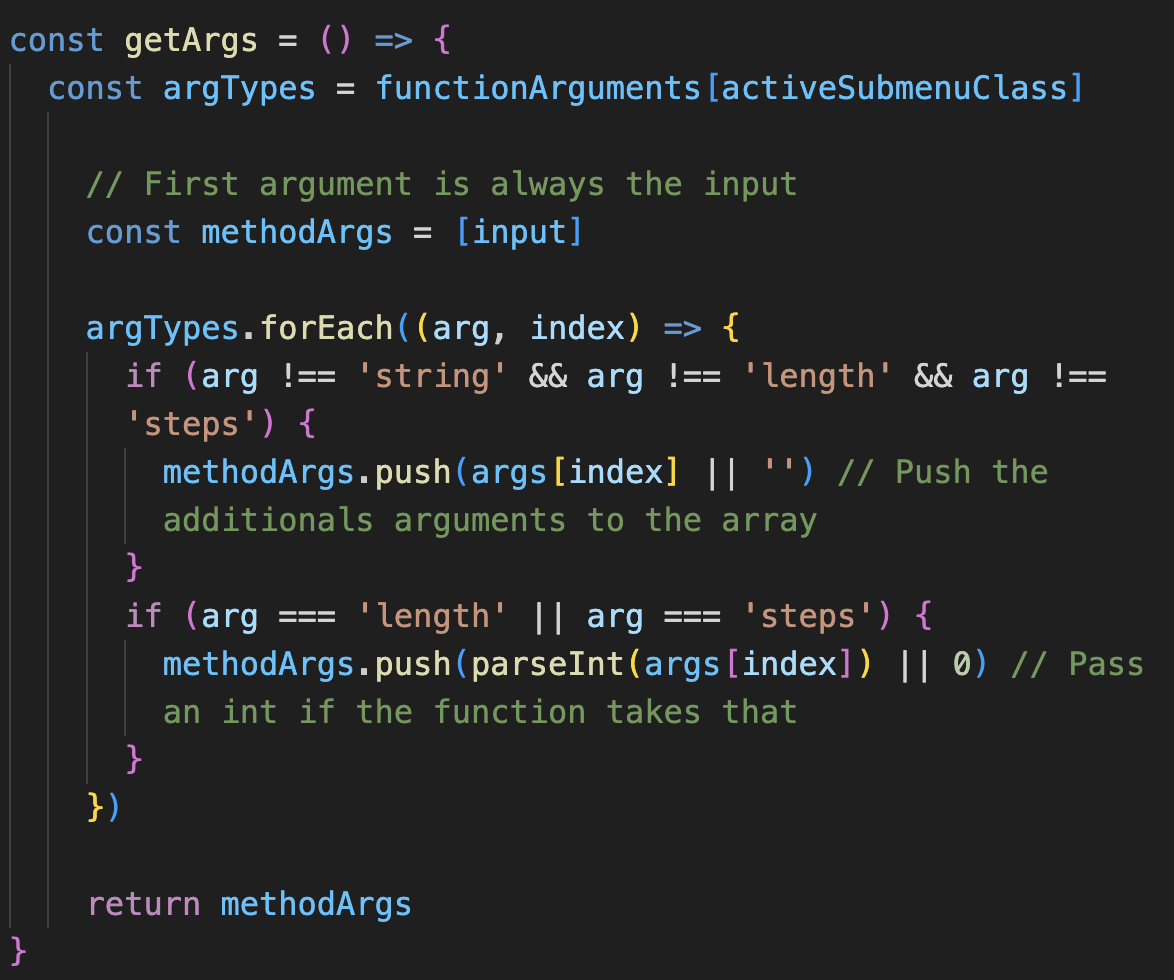 const getArgs = () => {
const argTypes = functionArguments[activeSubmenuClass]
// First argument is always the input
const methodArgs = [input]
argTypes.forEach((arg, index) => {
if (arg !== 'string' && arg !== 'length' && arg !==
'steps') {
methodArgs.push(args[index] || '') // Push the
additionals arguments to the array
}
if (arg === 'length' || arg === 'steps') {
methodArgs.push(parseInt(args[index]) || 0) // Pass
an int if the function takes that
}
})
return methodArgs
}